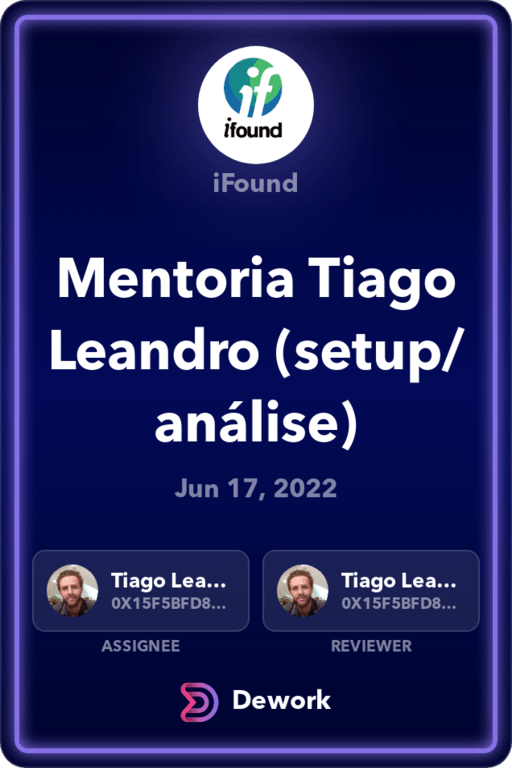 if
ifound
iFound
Mentoria Tiago
Leandro (setup/
análise)
Jun 17, 2022
Tiago Lea...
0X15F5BFD8...
ASSIGNEE
Tiago Lea...
0X15F5BFD8...
REVIEWER
Dework